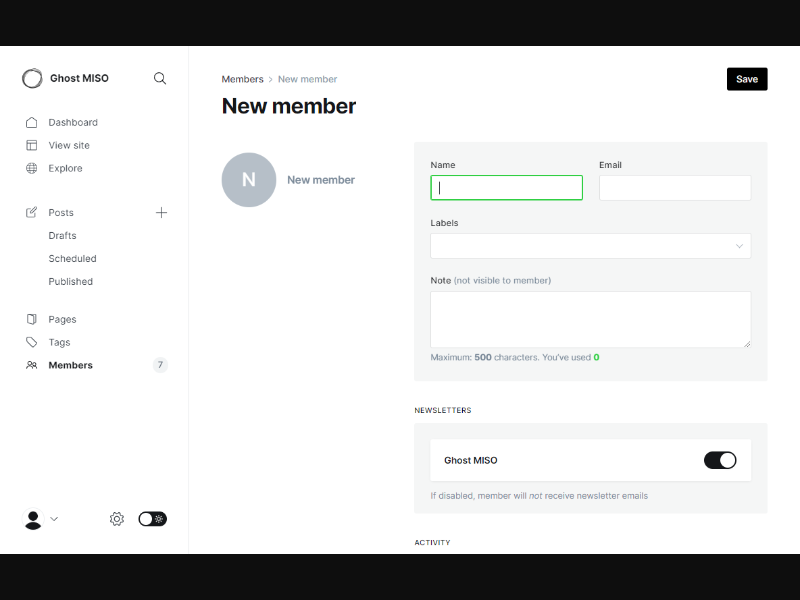 Ghost MISO
Dashboard
View site
Explore
Posts
Drafts
Scheduled
Published
Pages
Tags
Members 7
Members > New member
Save
New member
N New member
Name
Email
Labels
Note (not visible to member)
Maximum: 500 characters. You've used 0
NEWSLETTERS
Ghost MISO
If disabled, member will not receive newsletter emails
ACTIVITY